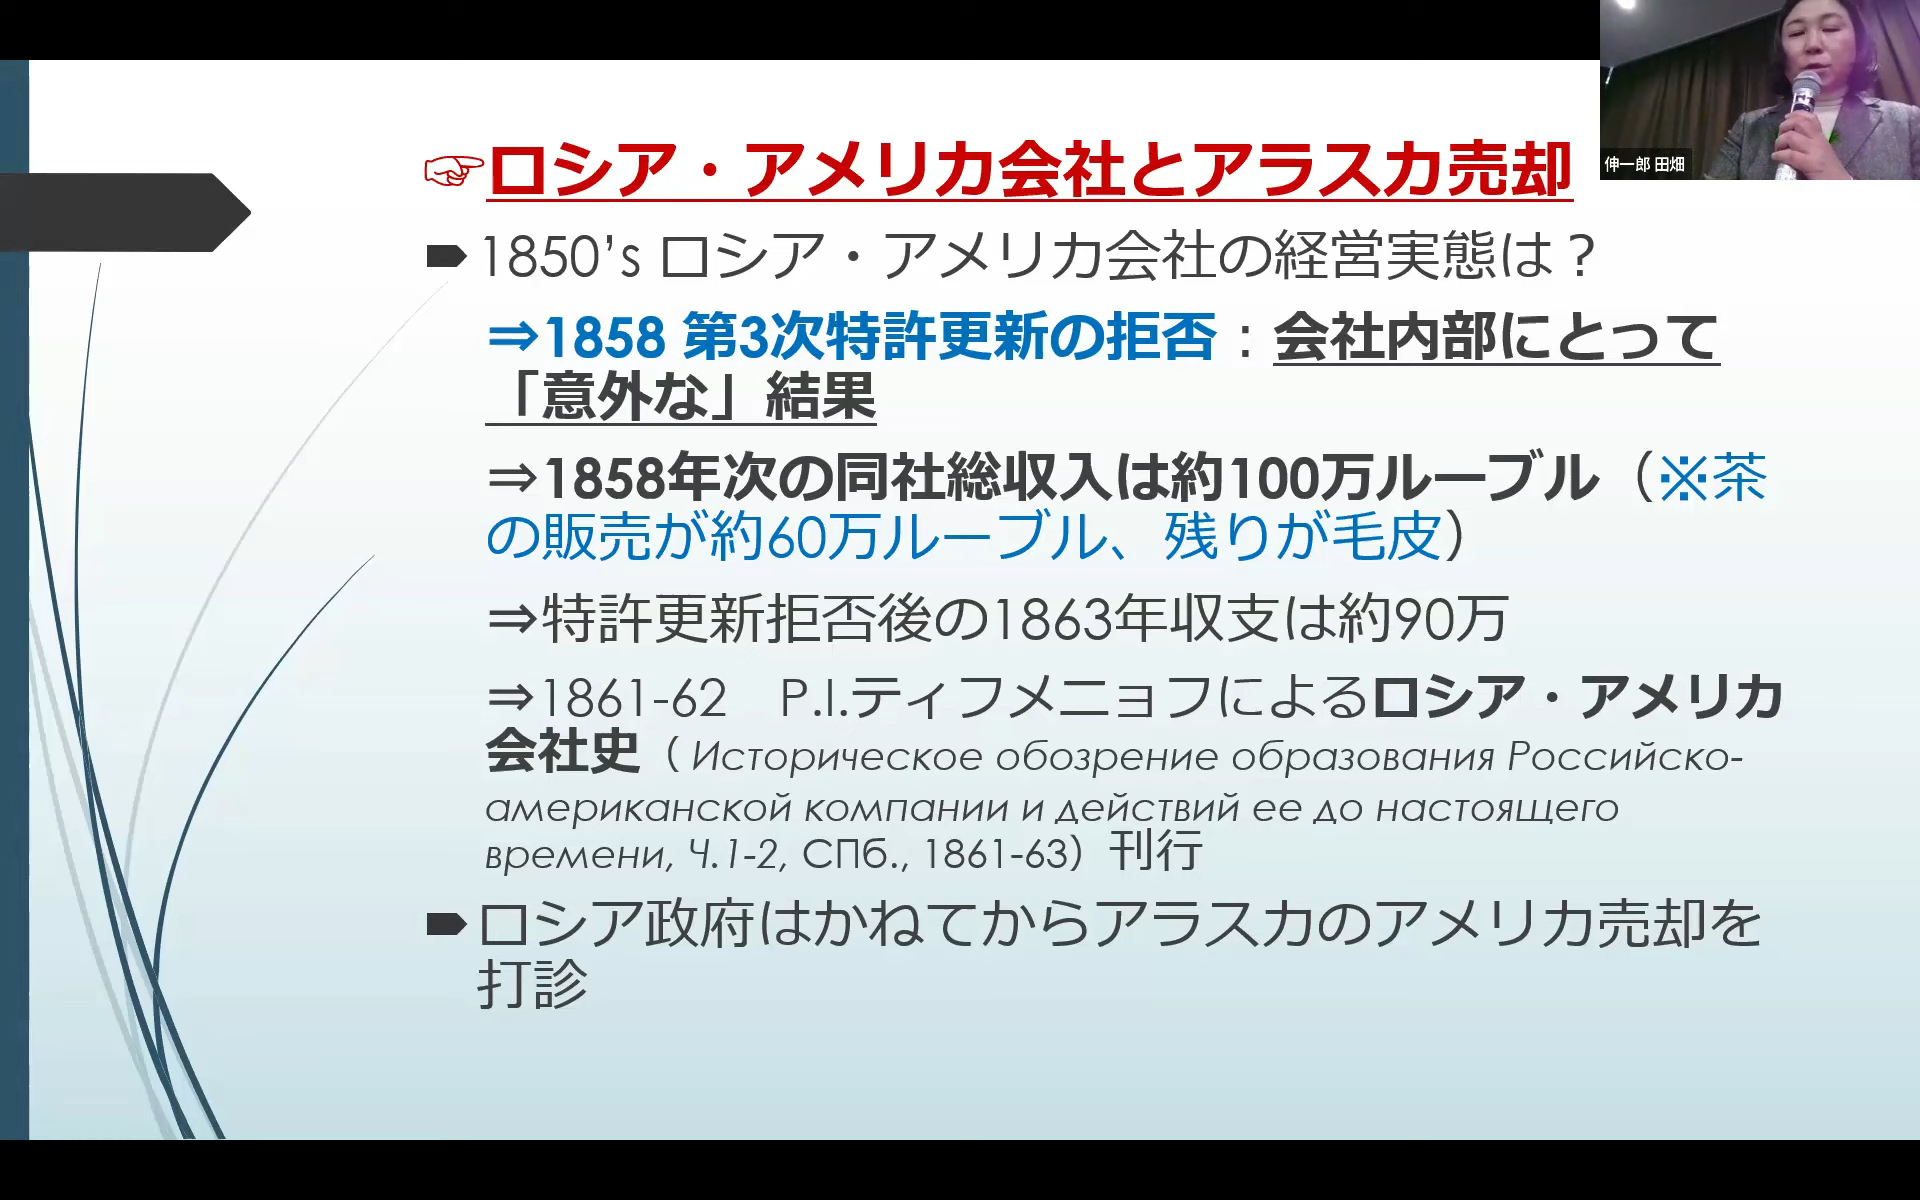 伸一郎 田畑
☞ロシア・アメリカ会社とアラスカ売却
1850’s ロシア・アメリカ会社の経営実態は？
⇒1858 第3次特許更新の拒否：会社内部にとって
「意外な」結果
⇒1858年次の同社総収入は約100万ルーブル（※茶
の販売が約60万ルーブル、残りが毛皮）
⇒特許更新拒否後の1863年収支は約90万
⇒1861-62　P.I.ティフメニョフによるロシア・アメリカ
会社史（ Историческое обозрение образования Российско-
американской компании и действий ее до настоящего
времени, Ч.1-2, СПб., 1861-63）刊行
ロシア政府はかねてからアラスカのアメリカ売却を
打診